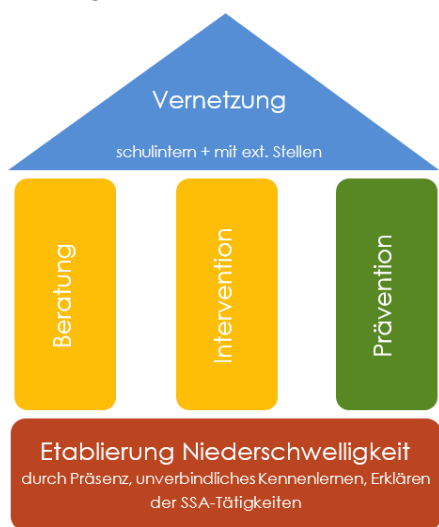 Vernetzung
schulintern + mit ext. Stellen
Beratung
Intervention
Prävention
Etablierung Niederschwelligkeit
durch Präsenz, unverbindliches Kennenlernen, Erklären
der SSA-Tätigkeiten